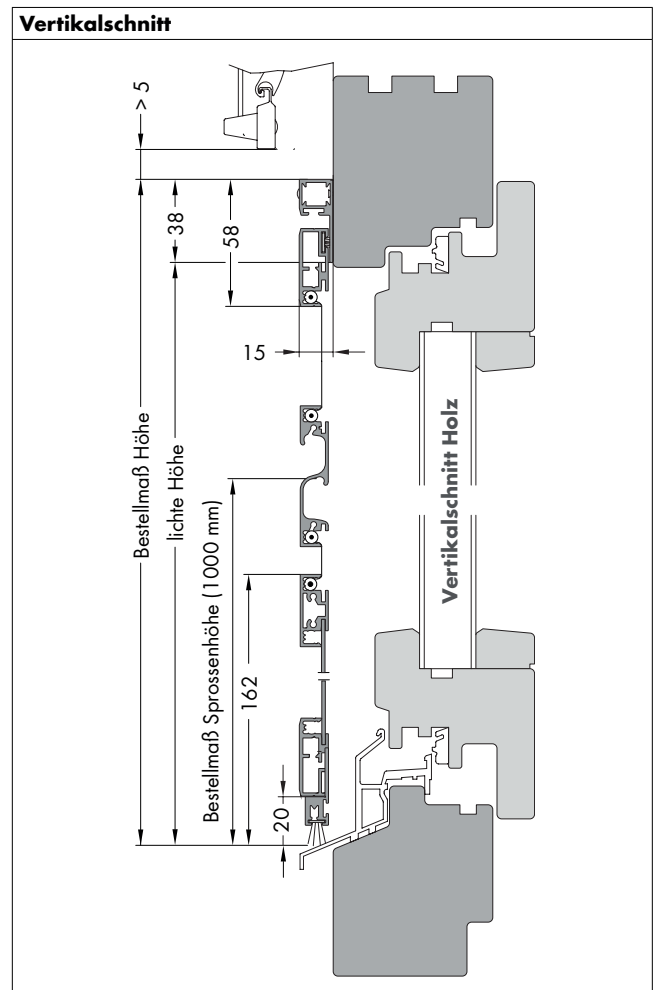 Vertikalschnitt
> 5
38
58
15
Bestellmaß Höhe
lichte Höhe
Bestellmaß Sprossenhöhe (1000 mm)
162
20
Vertikalschnitt Holz